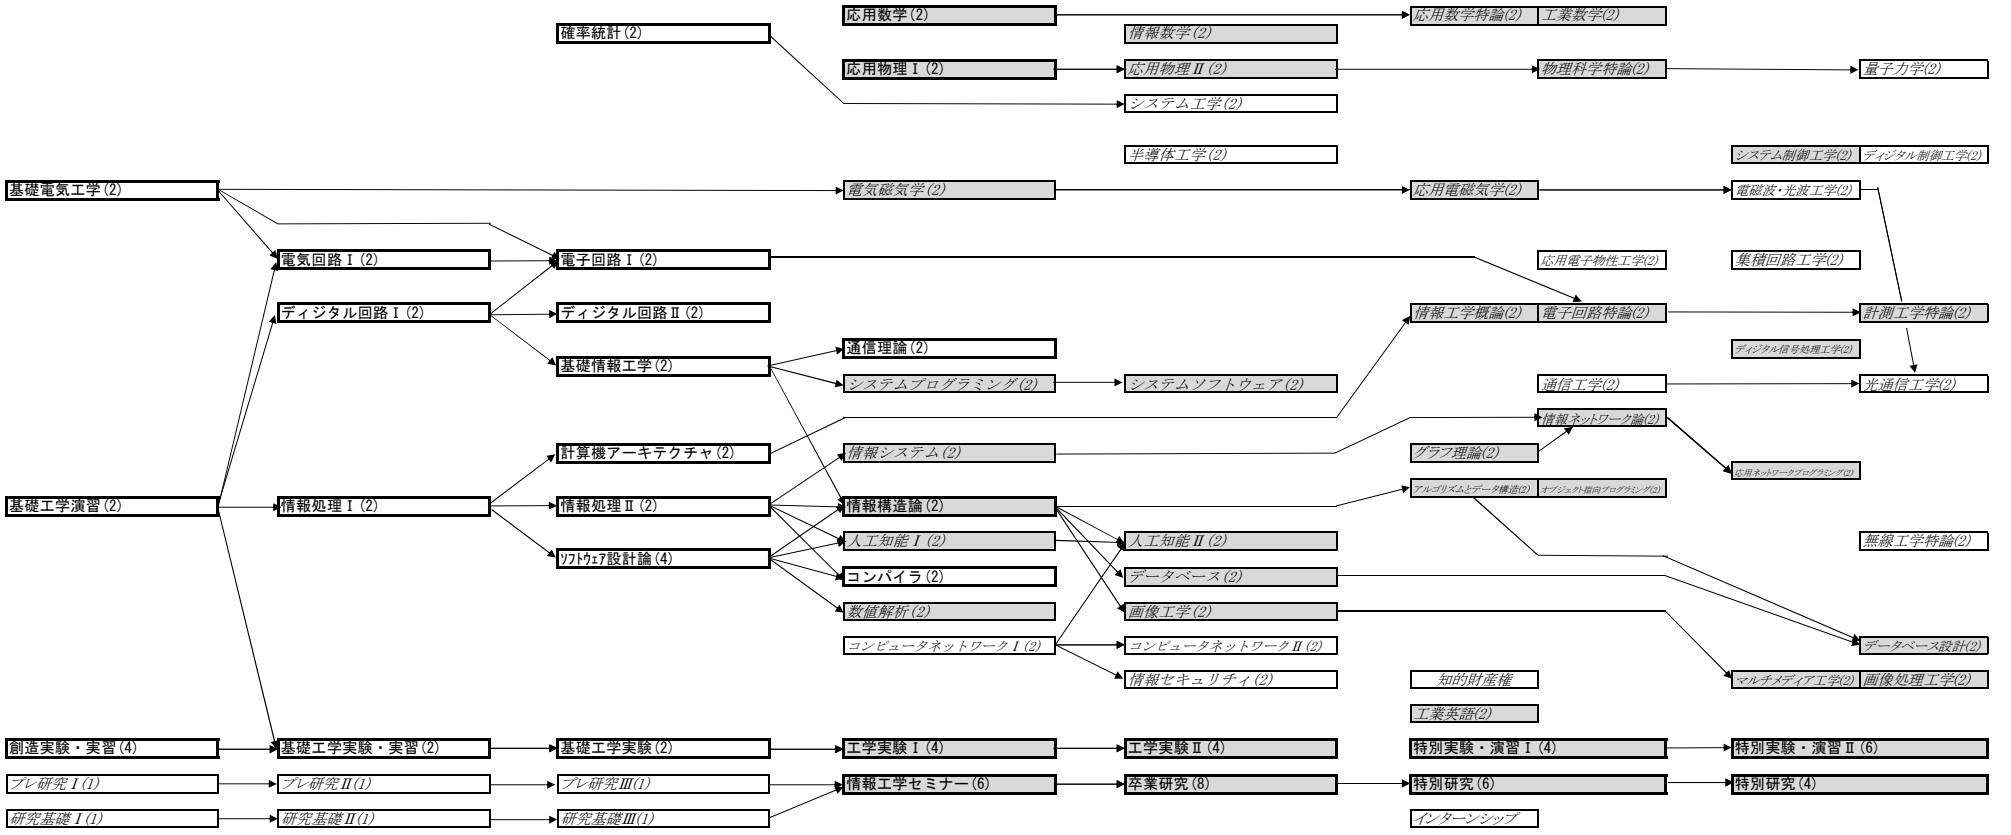 応用数学(2)
応用数学特論(2) 工業数学(2)
確率統計(2)
情報数学(2)
応用物理Ⅰ(2)
応用物理Ⅱ(2)
物理科学特論(2)
量子力学(2)
システム工学(2)
半導体工学(2)
システム制御工学(2) ディジタル制御工学(2)
基礎電気工学(2)
電気磁気学(2)
応用電磁気学(2)
電磁波・光波工学(2)
電気回路Ⅰ(2)
電子回路Ⅰ(2)
応用電子物性工学(2)
集積回路工学(2)
ディジタル回路Ⅰ(2)
ディジタル回路Ⅱ(2)
情報工学概論(2) 電子回路特論(2)
計測工学特論(2)
通信理論(2)
ディジタル信号処理工学(2)
基礎情報工学(2)
システムプログラミング(2)
システムソフトウェア(2)
通信工学(2)
光通信工学(2)
情報ネットワーク論(2)
計算機アーキテクチャ(2)
情報システム(2)
グラフ理論(2)
応用ネットワークプログラミング(2)
アルゴリズムとデータ構造(2) オブジェクト指向プログラミング(2)
基礎工学演習(2)
情報処理Ⅰ(2)
情報処理Ⅱ(2)
情報構造論(2)
人工知能Ⅰ(2)
人工知能Ⅱ(2)
無線工学特論(2)
ソフトウェア設計論(4)
コンパイラ(2)
データベース(2)
数値解析(2)
画像工学(2)
コンピュータネットワークⅠ(2)
コンピュータネットワークⅡ(2)
データベース設計(2)
情報セキュリティ(2)
知的財産権
マルチメディア工学(2) 画像処理工学(2)
工業英語(2)
創造実験・実習(4)
基礎工学実験・実習(2)
基礎工学実験(2)
工学実験Ⅰ(4)
工学実験Ⅱ(4)
特別実験・演習Ⅰ(4)
特別実験・演習Ⅱ(6)
プレ研究Ⅰ(1)
プレ研究Ⅱ(1)
プレ研究Ⅲ(1)
情報工学セミナー(6)
卒業研究(8)
特別研究(6)
特別研究(4)
研究基礎Ⅰ(1)
研究基礎Ⅱ(1)
研究基礎Ⅲ(1)
インターンシップ